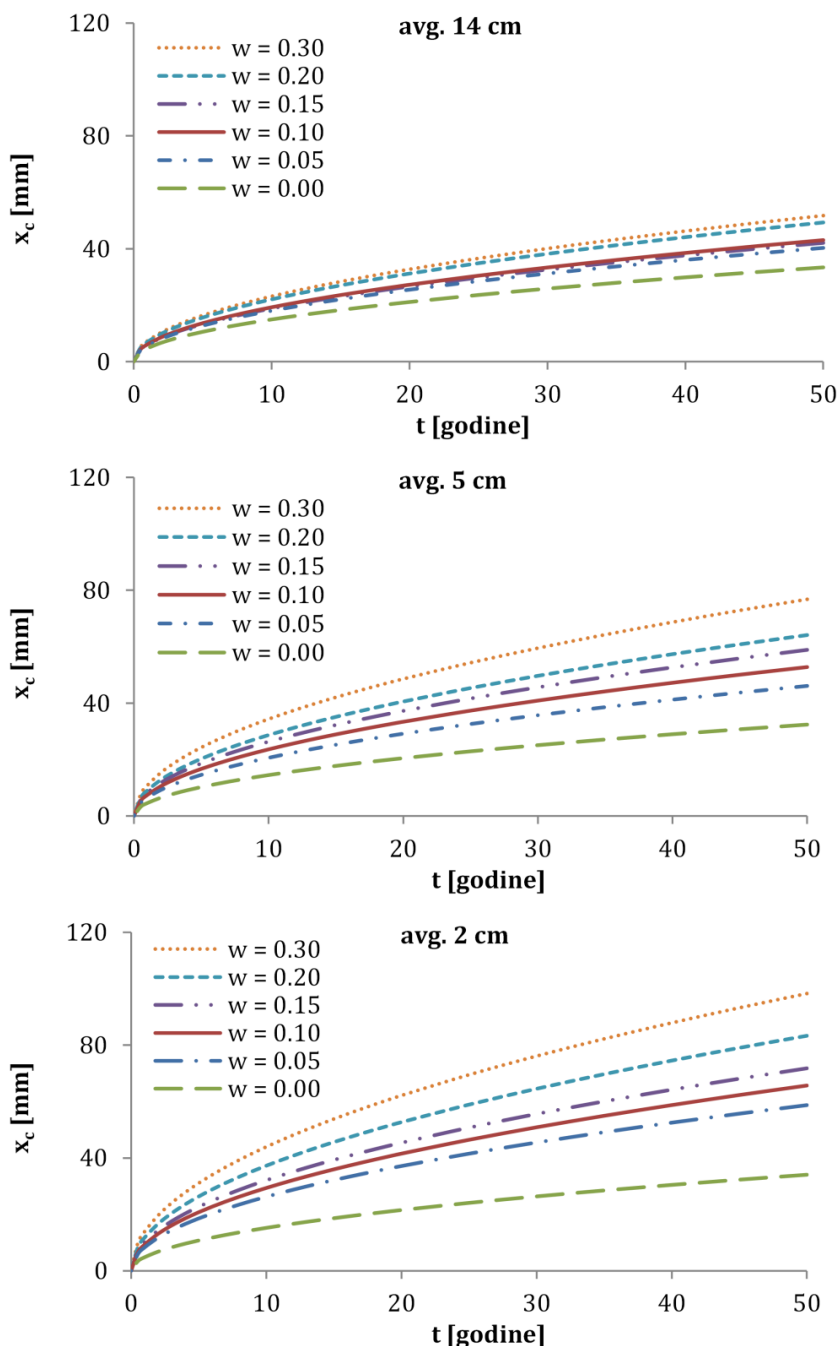 avg. 14 cm
120
80
40
0
x_c [mm]
w = 0.30
w = 0.20
w = 0.15
w = 0.10
w = 0.05
w = 0.00
0 10 20 30 40 50
t [godine]
avg. 5 cm
120
80
40
0
x_c [mm]
w = 0.30
w = 0.20
w = 0.15
w = 0.10
w = 0.05
w = 0.00
0 10 20 30 40 50
t [godine]
avg. 2 cm
120
80
40
0
x_c [mm]
w = 0.30
w = 0.20
w = 0.15
w = 0.10
w = 0.05
w = 0.00
0 10 20 30 40 50
t [godine]